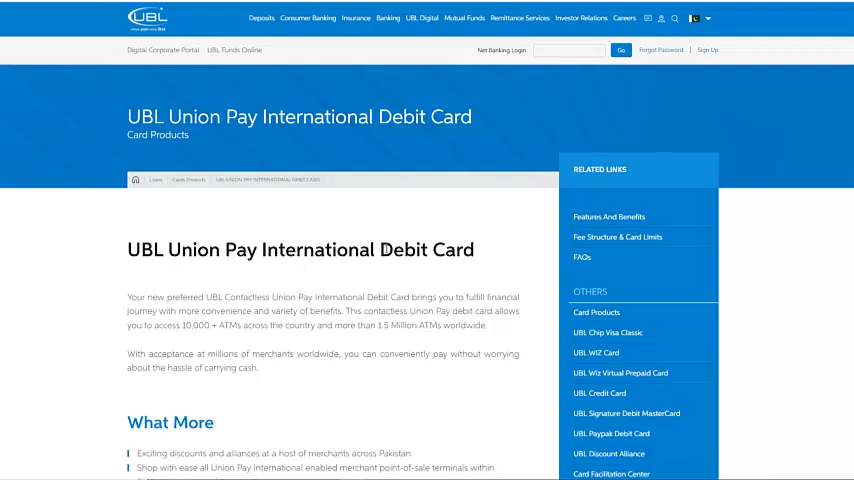 UBL
Deposits Consumer Banking Insurance Banking UBL Digital Mutual Funds Remittance Services Investor Relations Careers
Digital Corporate Portal UBL Funds Online Net Banking Login Go Forgot Password | Sign Up
UBL Union Pay International Debit Card
Card Products
Loans Cards Products UBL UNION PAY INTERNATIONAL DEBIT CARD
UBL Union Pay International Debit Card
Your new preferred UBL Contactless Union Pay International Debit Card brings you to fulfill financial
journey with more convenience and variety of benefits. This contactless Union Pay debit card allows
you to access 10,000 + ATMs across the country and more than 1.5 Million ATMs worldwide.
With acceptance at millions of merchants worldwide, you can conveniently pay without worrying
about the hassle of carrying cash.
What More
Exciting discounts and alliances at a host of merchants across Pakistan
Shop with ease all Union Pay International enabled merchant point-of-sale terminals within
RELATED LINKS
Features And Benefits
Fee Structure & Card Limits
FAQs
OTHERS
Card Products
UBL Chip Visa Classic
UBL WIZ Card
UBL Wiz Virtual Prepaid Card
UBL Credit Card
UBL Signature Debit MasterCard
UBL Paypak Debit Card
UBL Discount Alliance
Card Facilitation Center